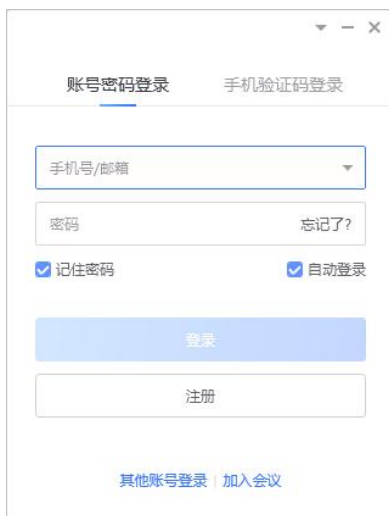 账号密码登录 手机验证码登录
手机号/邮箱
密码 忘记了?
记住密码 自动登录
登录
注册
其他账号登录 | 加入会议